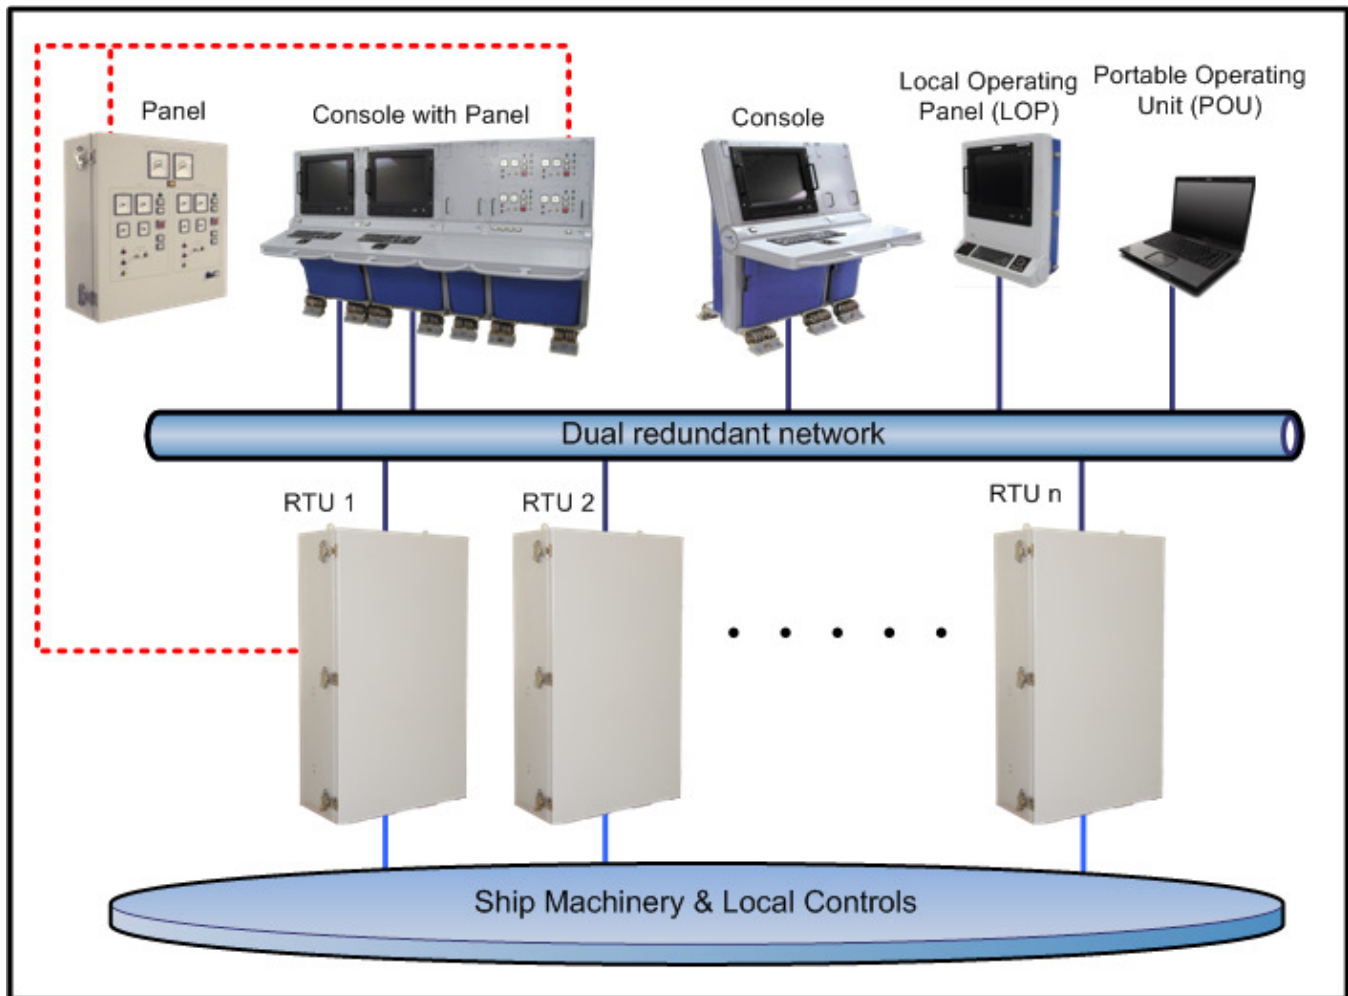 Panel
Console with Panel
Console
Local Operating
Panel (LOP)
Portable Operating
Unit (POU)
Dual redundant network
RTU 1
RTU 2
RTU n
Ship Machinery & Local Controls